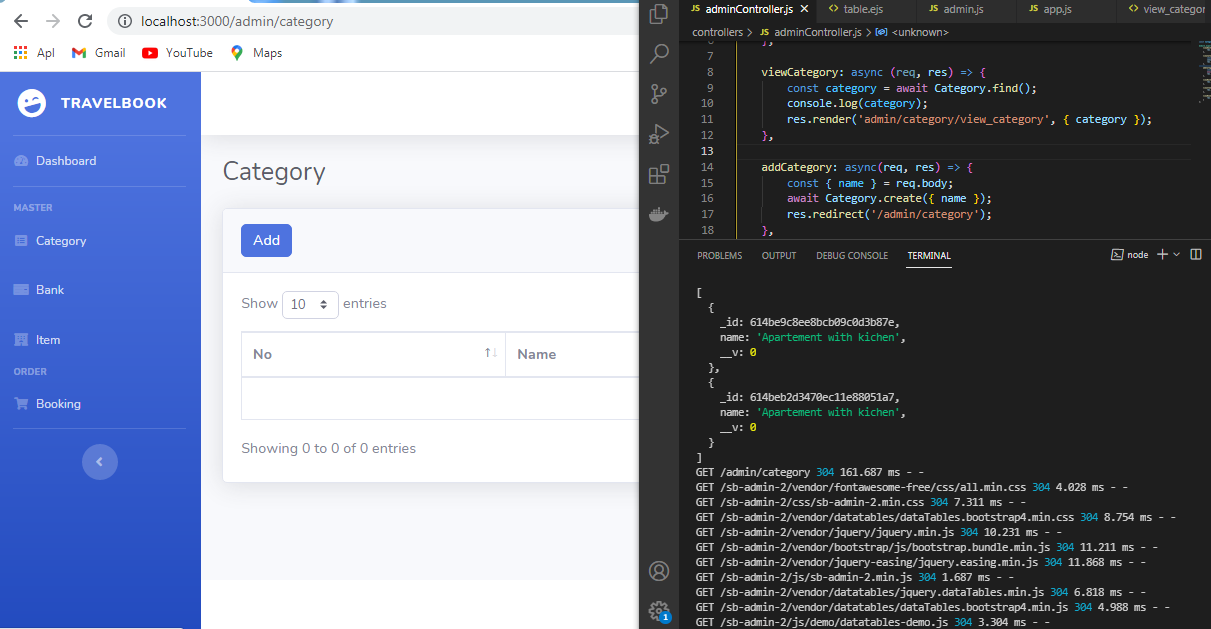 localhost:3000/admin/category
Apl
Gmail
YouTube
Maps
TRAVELBOOK
Dashboard
MASTER
Category
Bank
Item
ORDER
Booking
Category
Add
Show 10 entries
No
Name
Showing 0 to 0 of 0 entries
adminController.js
table.ejs
JS admin.js
JS app.js
view_categor
controllers > JS adminController.js > <unknown>
6 },
7
8 viewCategory: async (req, res) => {
9 const category = await Category.find();
10 console.log(category);
11 res.render('admin/category/view_category', { category });
12 },
13
14 addCategory: async(req, res) => {
15 const { name } = req.body;
16 await Category.create({ name });
17 res.redirect('/admin/category');
18 },
PROBLEMS OUTPUT DEBUG CONSOLE TERMINAL
node
[
{
_id: 614be9c8ee8bcb09c0d3b87e,
name: 'Apartement with kichen',
__v: 0
},
{
_id: 614beb2d3470ec11e88051a7,
name: 'Apartement with kichen',
__v: 0
}
]
GET /admin/category 304 161.687 ms - -
GET /sb-admin-2/vendor/fontawesome-free/css/all.min.css 304 4.028 ms - -
GET /sb-admin-2/css/sb-admin-2.min.css 304 7.311 ms - -
GET /sb-admin-2/vendor/datatables/dataTables.bootstrap4.min.css 304 8.754 ms - -
GET /sb-admin-2/vendor/jquery/jquery.min.js 304 10.231 ms - -
GET /sb-admin-2/vendor/bootstrap/js/bootstrap.bundle.min.js 304 11.211 ms - -
GET /sb-admin-2/vendor/jquery-easing/jquery.easing.min.js 304 11.868 ms - -
GET /sb-admin-2/js/sb-admin-2.min.js 304 1.687 ms - -
GET /sb-admin-2/vendor/datatables/jquery.dataTables.min.js 304 6.818 ms - -
GET /sb-admin-2/vendor/datatables/dataTables.bootstrap4.min.js 304 4.988 ms - -
GET /sb-admin-2/js/demo/datatables-demo.js 304 3.304 ms - -
1